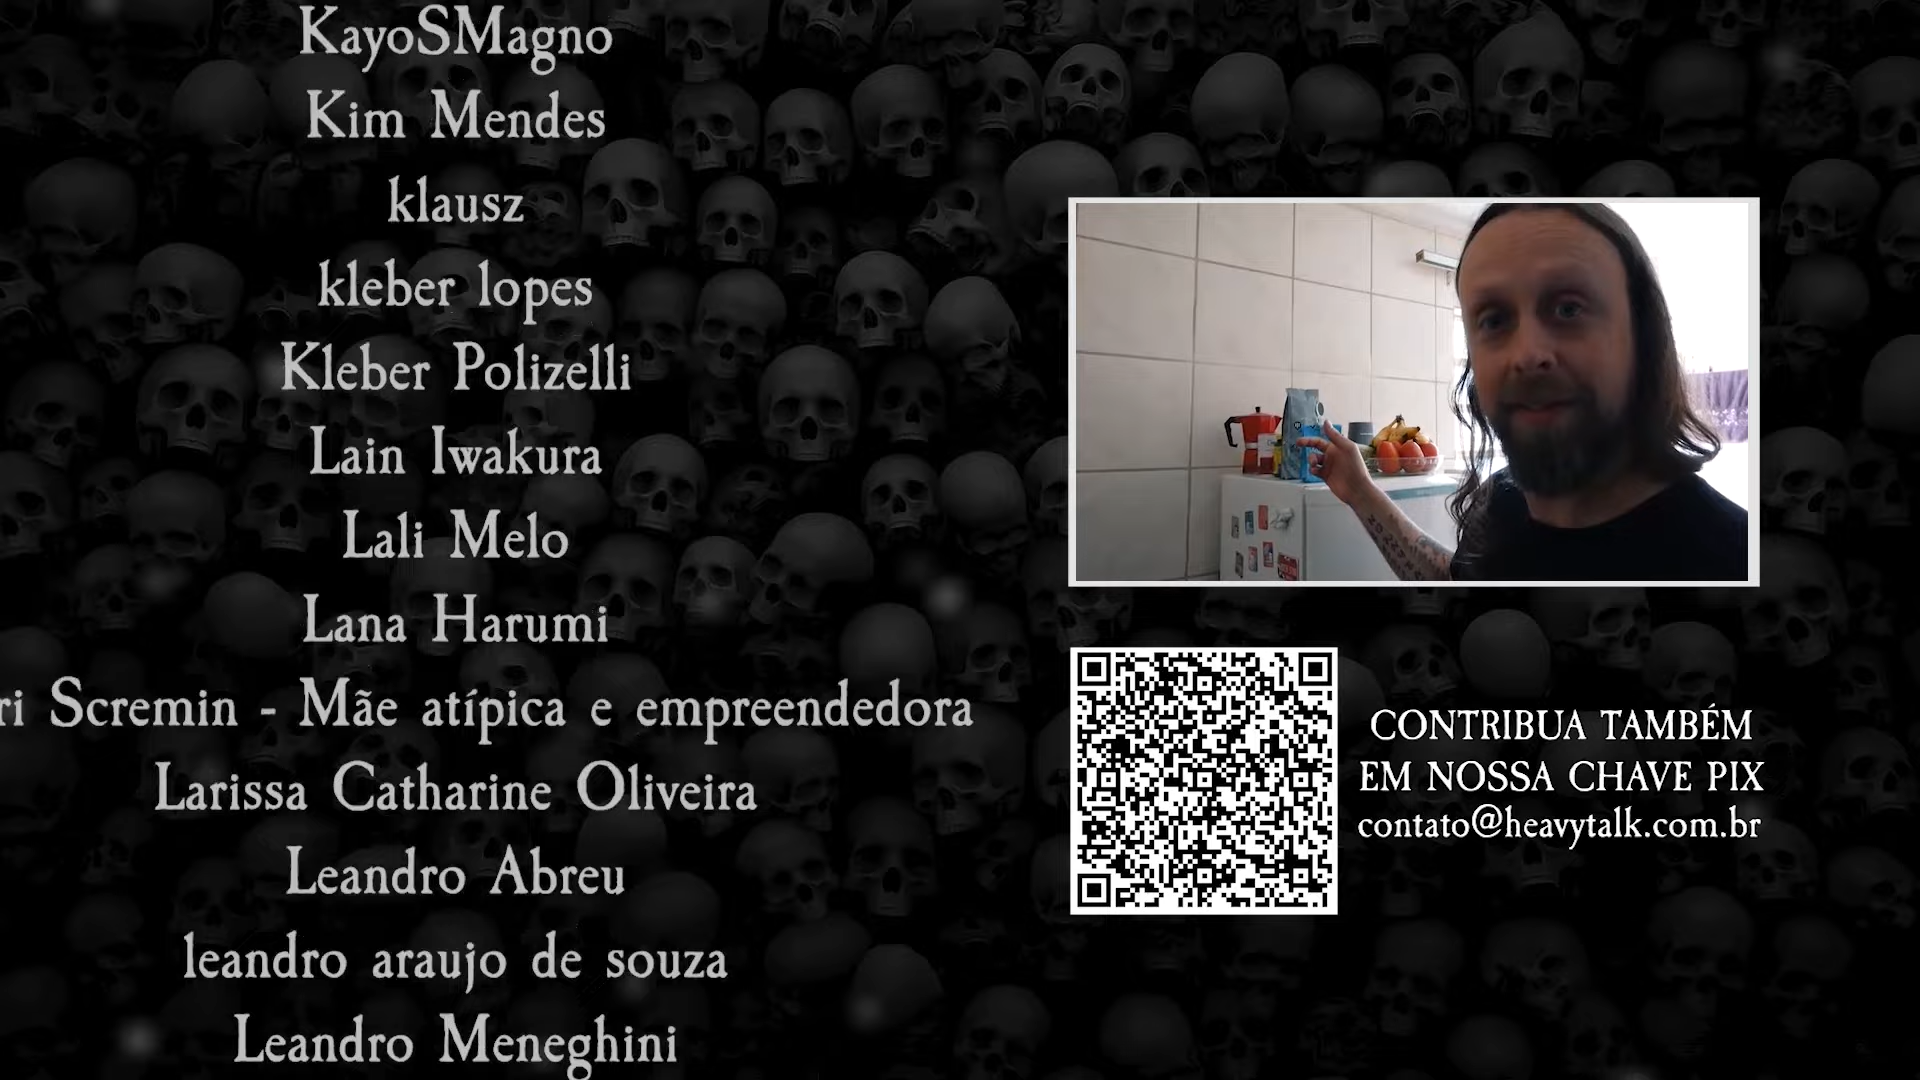 KayoSMagno
Kim Mendes
klausz
kleber lopes
Kleber Polizelli
Lain Iwakura
Lali Melo
Lana Harumi
ri Scremin - Mãe atípica e empreendedora
Larissa Catharine Oliveira
Leandro Abreu
leandro araujo de souza
Leandro Meneghini
CONTRIBUA TAMBÉM
EM NOSSA CHAVE PIX
contato@heavytalk.com.br